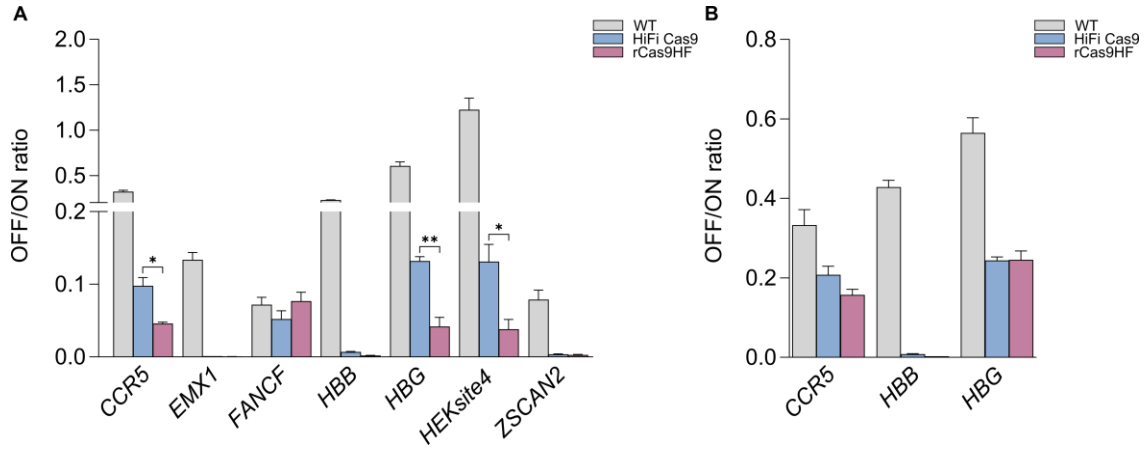 A
WT
HiFi Cas9
rCas9HF
OFF/ON ratio
2.0
1.5
1.0
0.5
0.2
0.1
0.0
*
**
*
CCR5
EMX1
FANCF
HBB
HBG
HEKsite4
ZSCAN2
B
WT
HiFi Cas9
rCas9HF
OFF/ON ratio
0.8
0.6
0.4
0.2
0.0
CCR5
HBB
HBG